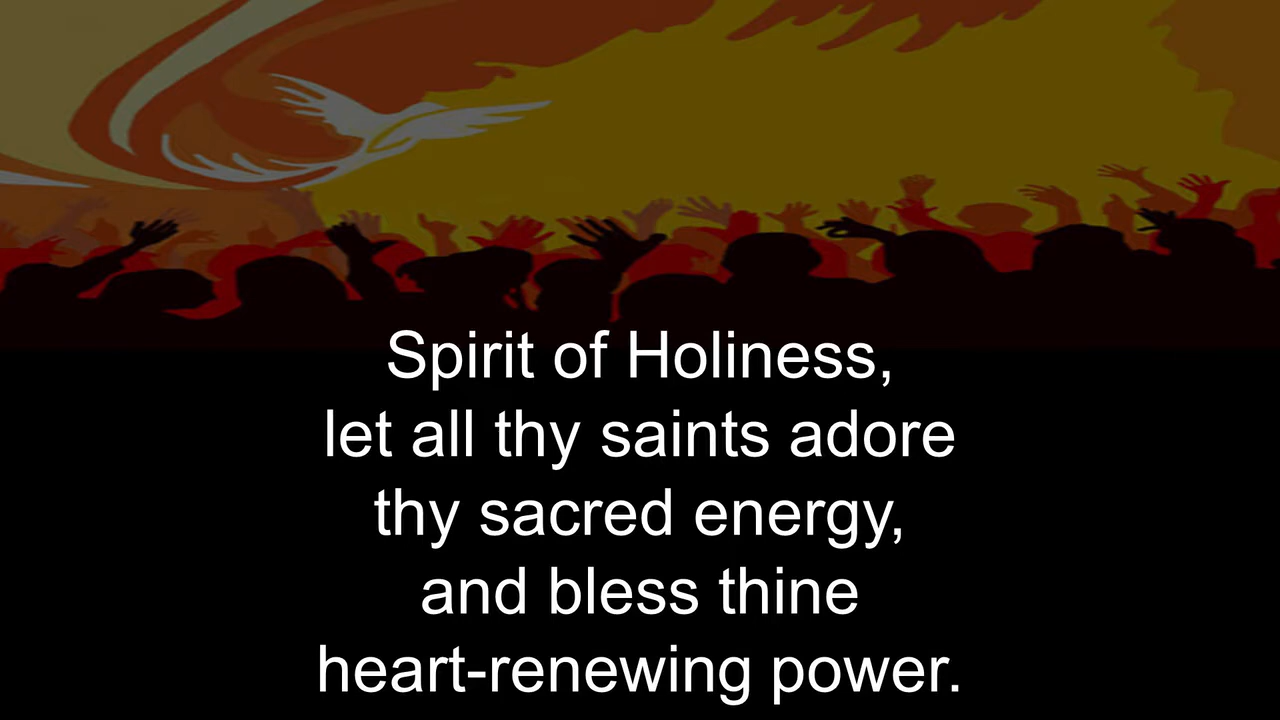 Spirit of Holiness,
let all thy saints adore
thy sacred energy,
and bless thine
heart-renewing power.